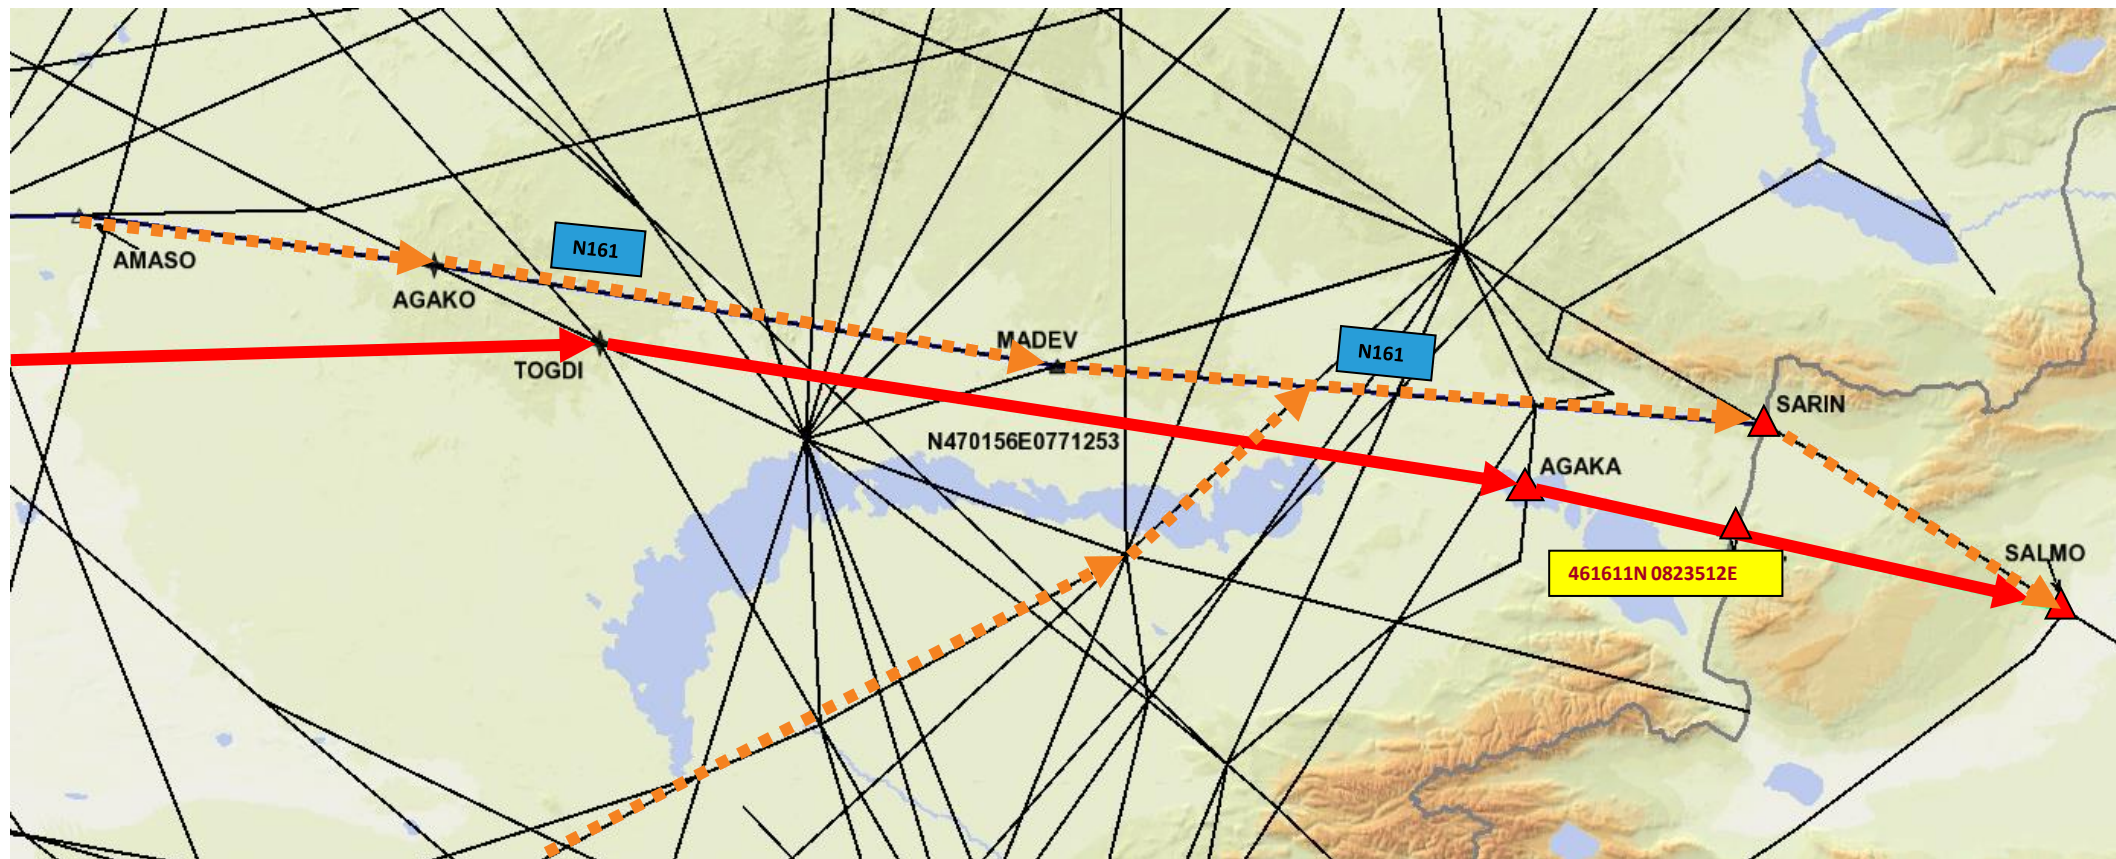 AMASO
N161
AGAKO
MADEV
N161
TOGDI
SARIN
N470156E0771253
AGAKA
SALMO
461611N 0823512E